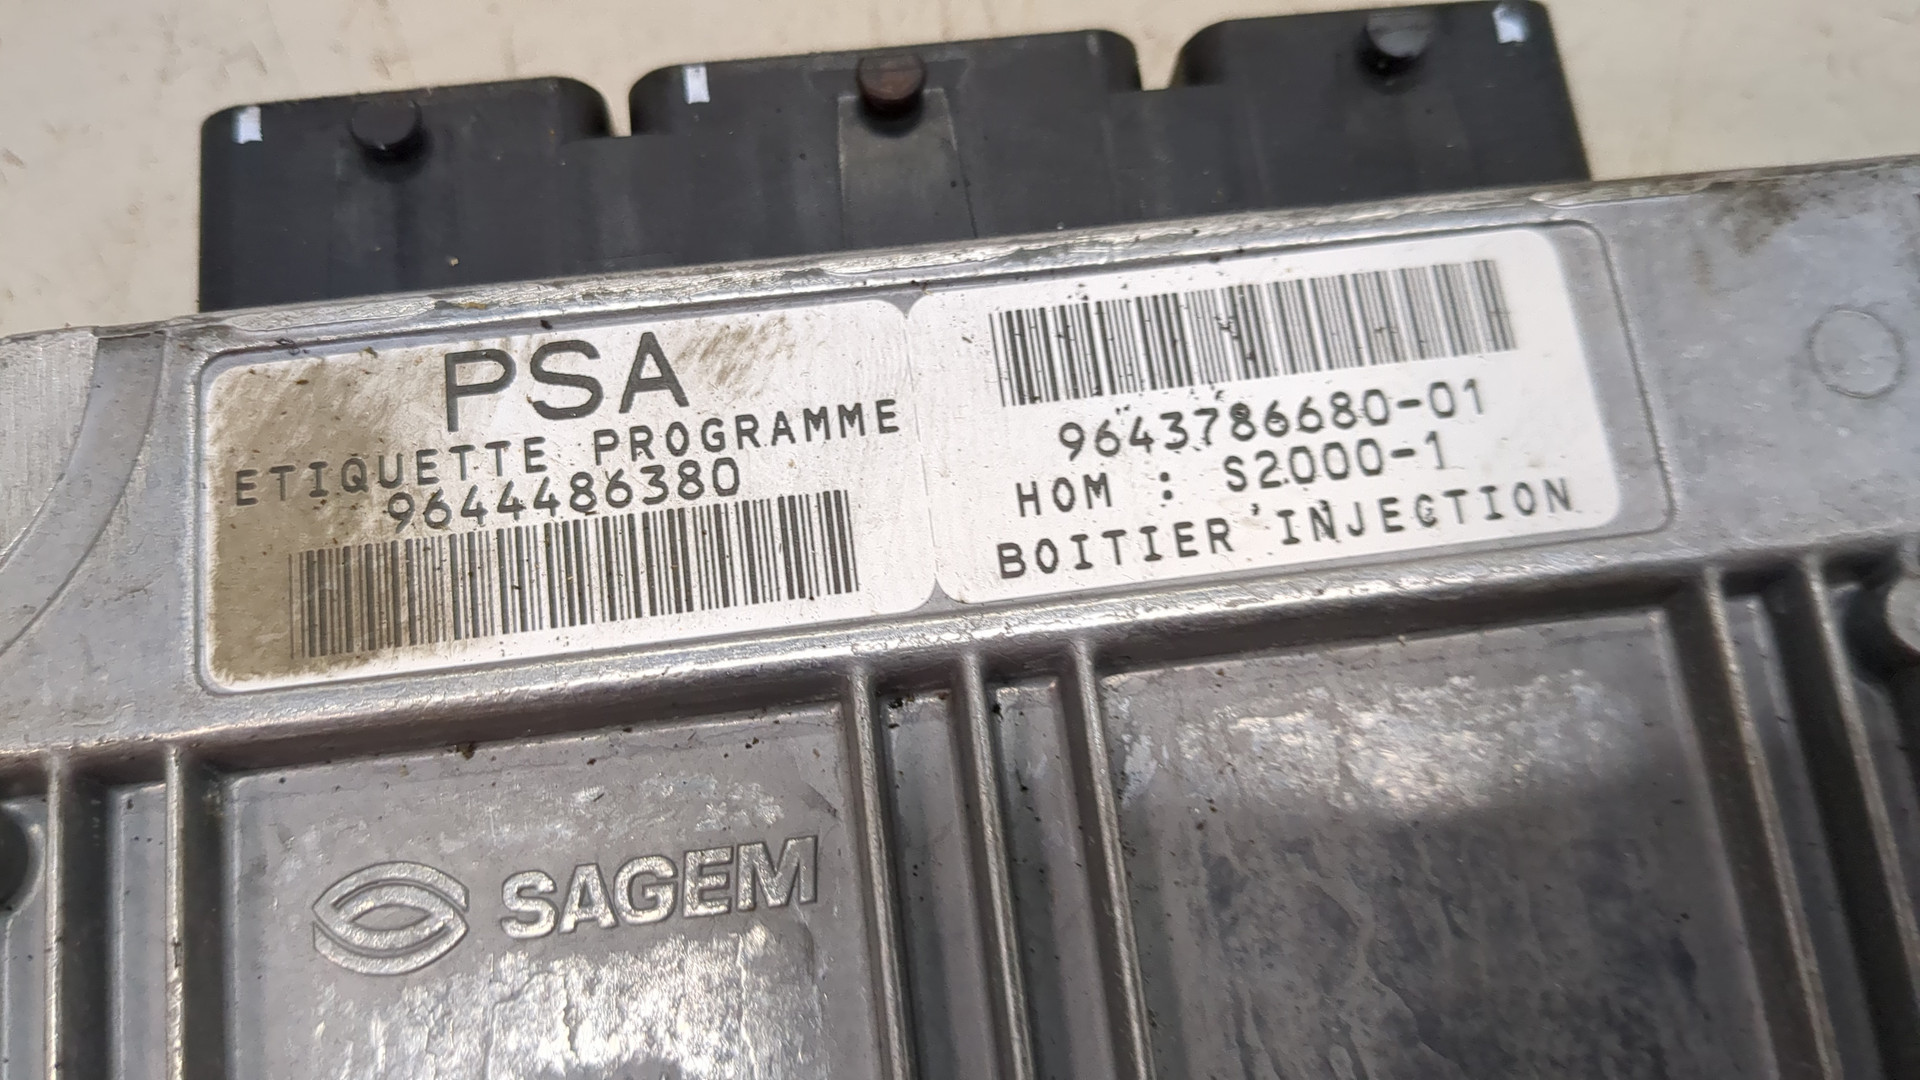 PSA
ETIQUETTE PROGRAMME
9644486380
9643786680-01
HOM : S2000-1
BOITIER INJECTION
SAGEM